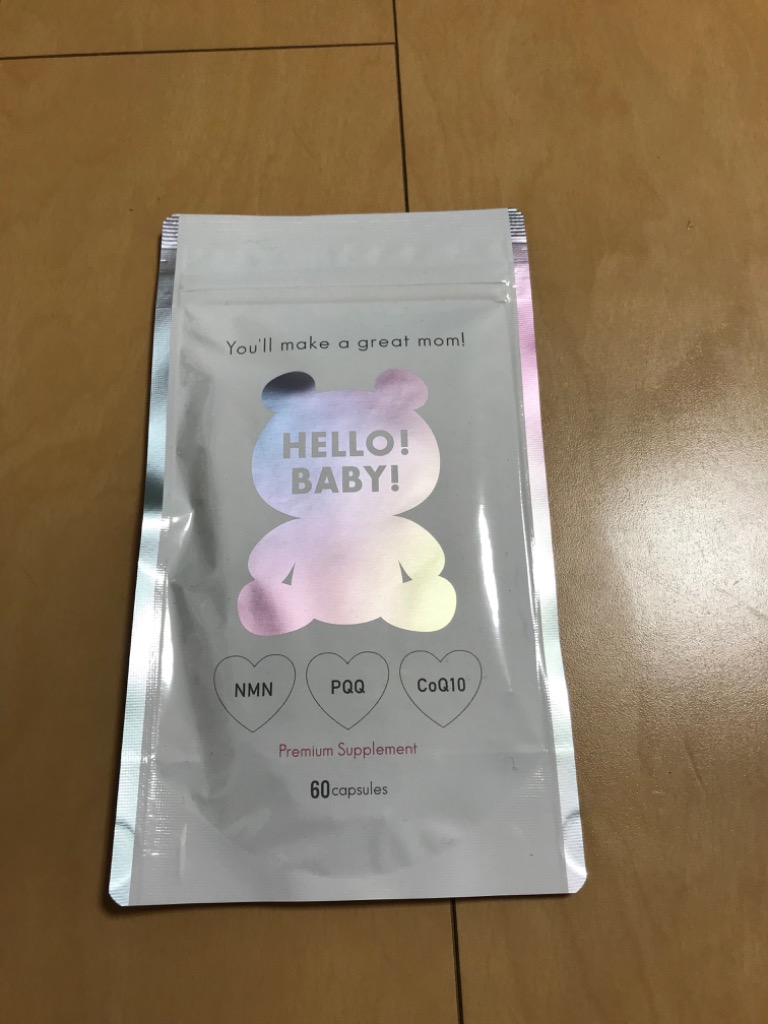 You'll make a great mom!
HELLO!
BABY!
NMN PQQ CoQ10
Premium Supplement
60capsules